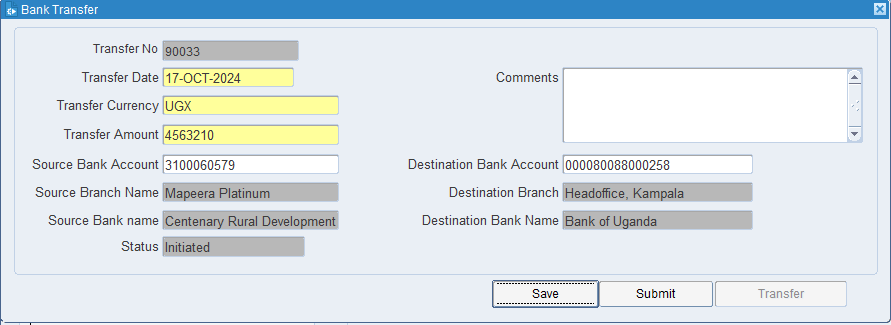 Bank Transfer
Transfer No 90033
Transfer Date 17-OCT-2024
Comments
Transfer Currency UGX
Transfer Amount 4563210
Source Bank Account 3100060579
Destination Bank Account 000080088000258
Source Branch Name Mapeera Platinum
Destination Branch Headoffice, Kampala
Source Bank name Centenary Rural Development
Destination Bank Name Bank of Uganda
Status Initiated
Save Submit Transfer